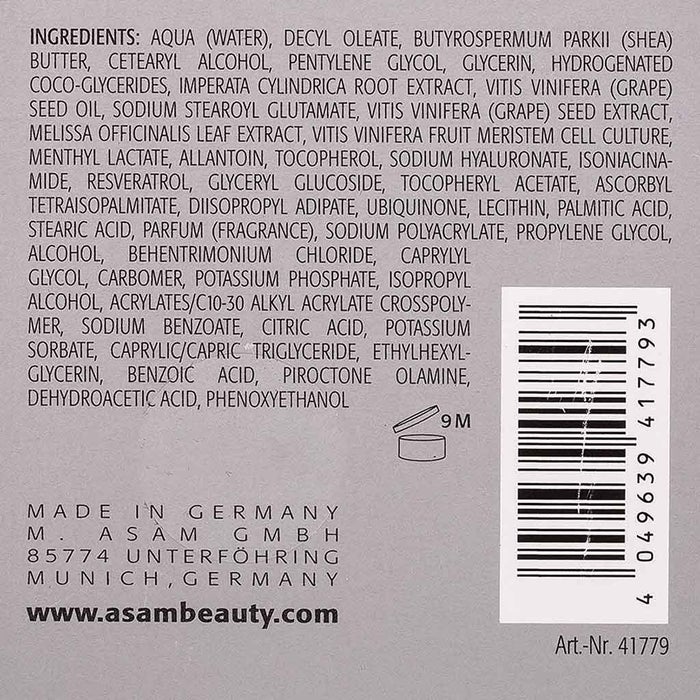 INGREDIENTS: AQUA (WATER), DECYL OLEATE, BUTYROSPERMUM PARKII (SHEA)
BUTTER, CETEARYL ALCOHOL, PENTYLENE GLYCOL, GLYCERIN, HYDROGENATED
COCO-GLYCERIDES, IMPERATA CYLINDRICA ROOT EXTRACT, VITIS VINIFERA (GRAPE)
SEED OIL, SODIUM STEAROYL GLUTAMATE, VITIS VINIFERA (GRAPE) SEED EXTRACT,
MELISSA OFFICINALIS LEAF EXTRACT, VITIS VINIFERA FRUIT MERISTEM CELL CULTURE,
MENTHYL LACTATE, ALLANTOIN, TOCOPHEROL, SODIUM HYALURONATE, ISONIACINA-
MIDE, RESVERATROL, GLYCERYL GLUCOSIDE, TOCOPHERYL ACETATE, ASCORBYL
TETRAISOPALMITATE, DIISOPROPYL ADIPATE, UBIQUINONE, LECITHIN, PALMITIC ACID,
STEARIC ACID, PARFUM (FRAGRANCE), SODIUM POLYACRYLATE, PROPYLENE GLYCOL,
ALCOHOL, BEHENTRIMONIUM CHLORIDE, CAPRYLYL
GLYCOL, CARBOMER, POTASSIUM PHOSPHATE, ISOPROPYL
ALCOHOL, ACRYLATES/C10-30 ALKYL ACRYLATE CROSSPOLY-
MER, SODIUM BENZOATE, CITRIC ACID, POTASSIUM
SORBATE, CAPRYLIC/CAPRIC TRIGLYCERIDE, ETHYLHEXYL-
GLYCERIN, BENZOIC ACID, PIROCTONE OLAMINE,
DEHYDROACETIC ACID, PHENOXYETHANOL
9 M
MADE IN GERMANY
M. ASAM GMBH
85774 UNTERFÖHRING
MUNICH, GERMANY
www.asambeauty.com
4 049639 417793
Art.-Nr. 41779